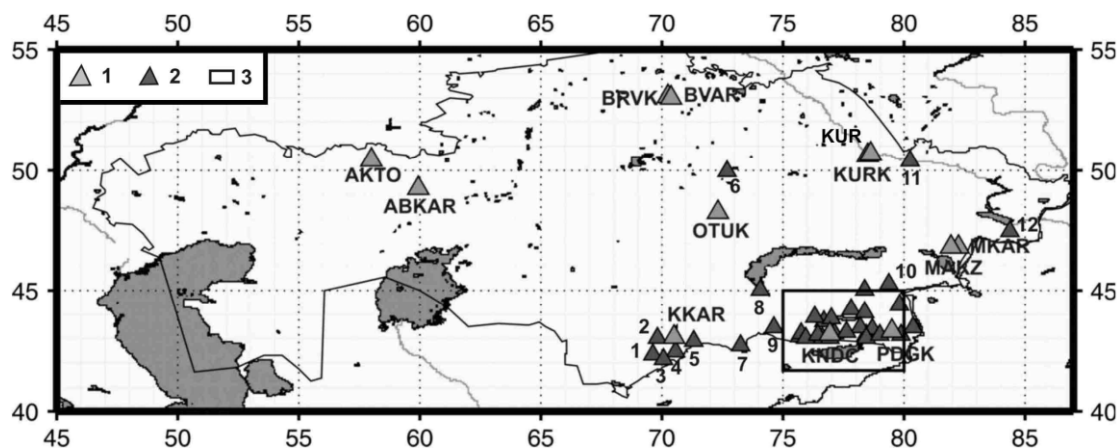 45 50 55 60 65 70 75 80 85
55 55
1 2 3
BRVK BVAR
KUR
50 50
AKTO KURK 11
6
ABKAR
OTUK
12
MKAR
MAKZ
10
45 45
8
2 KKAR
9
1 5 7 KNDC PDGK
3 4
40 40
45 50 55 60 65 70 75 80 85